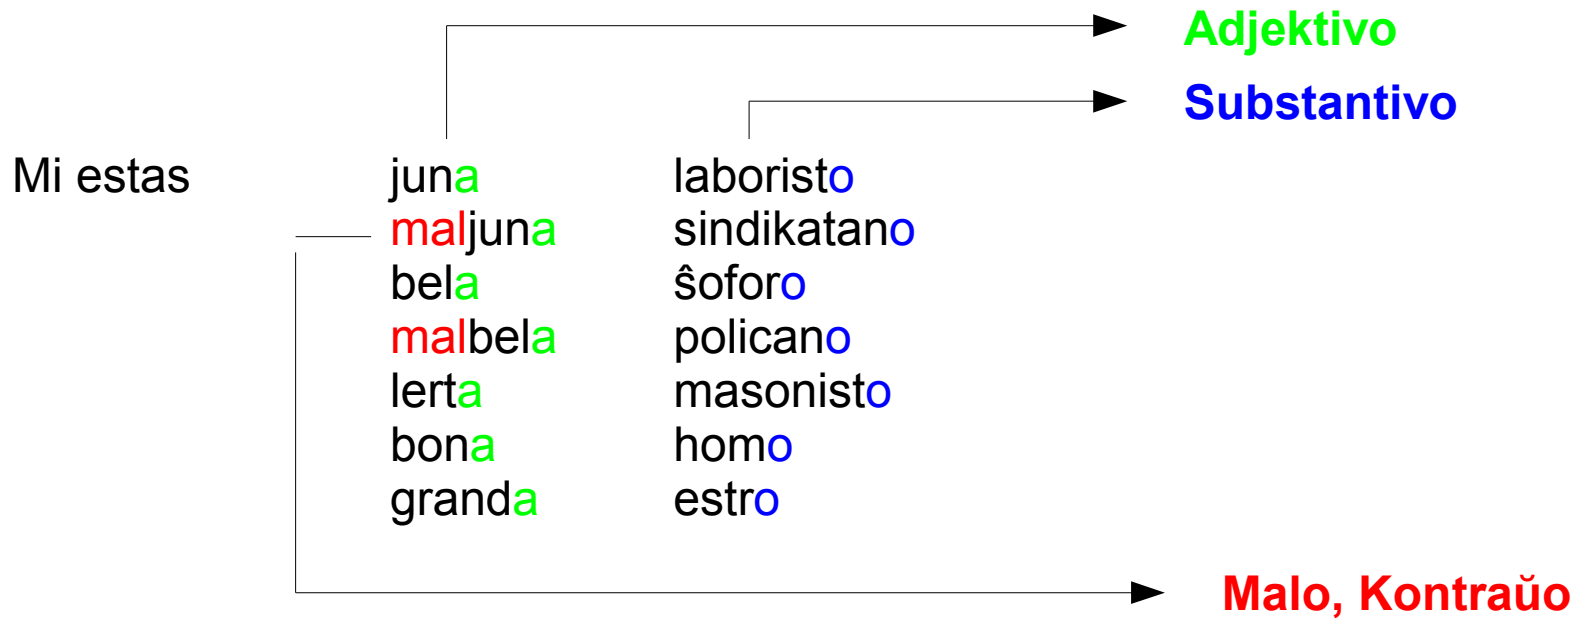 Adjektivo
Substantivo
Mi estas juna laboristo
maljuna sindikatano
bela ŝoforo
malbela policano
lerta masonisto
bona homo
granda estro
Malo, Kontraŭo